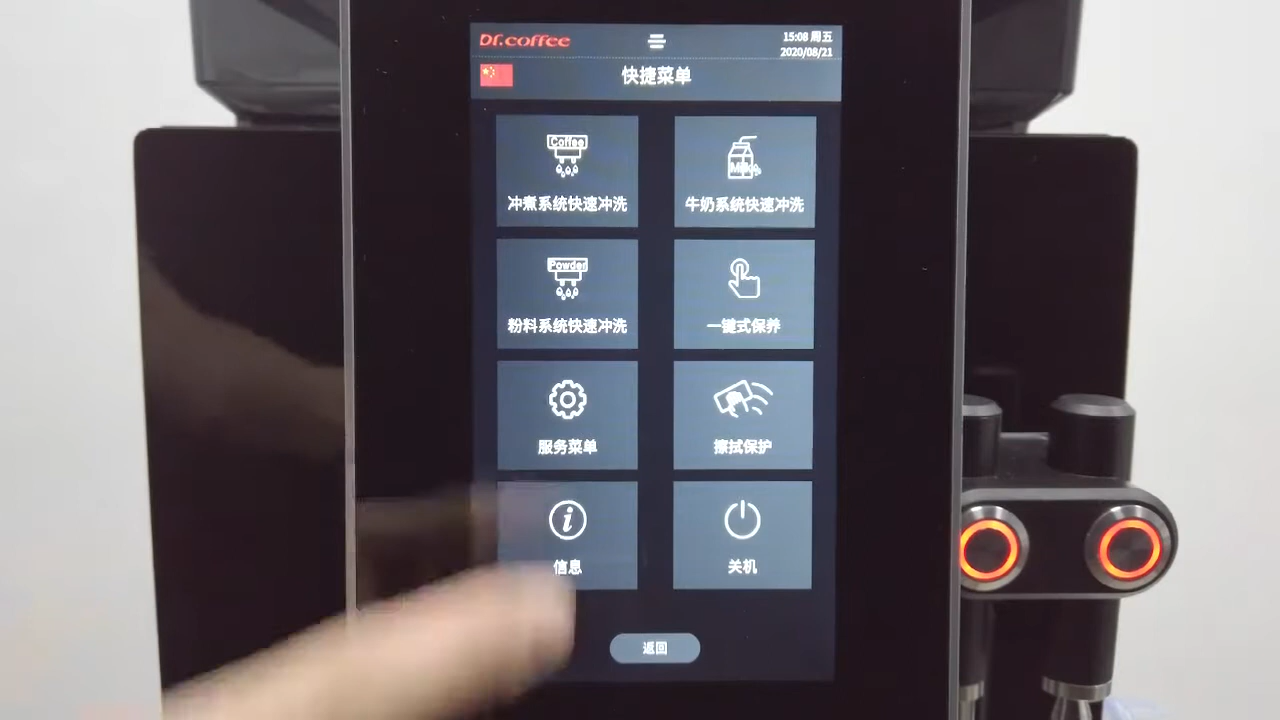 Dr.coffee
15:08 周五
2020/08/21
快捷菜单
Coffee
冲煮系统快速冲洗
Milk
牛奶系统快速冲洗
Powder
粉料系统快速冲洗
一键式保养
服务菜单
擦拭保护
i
信息
关机
返回